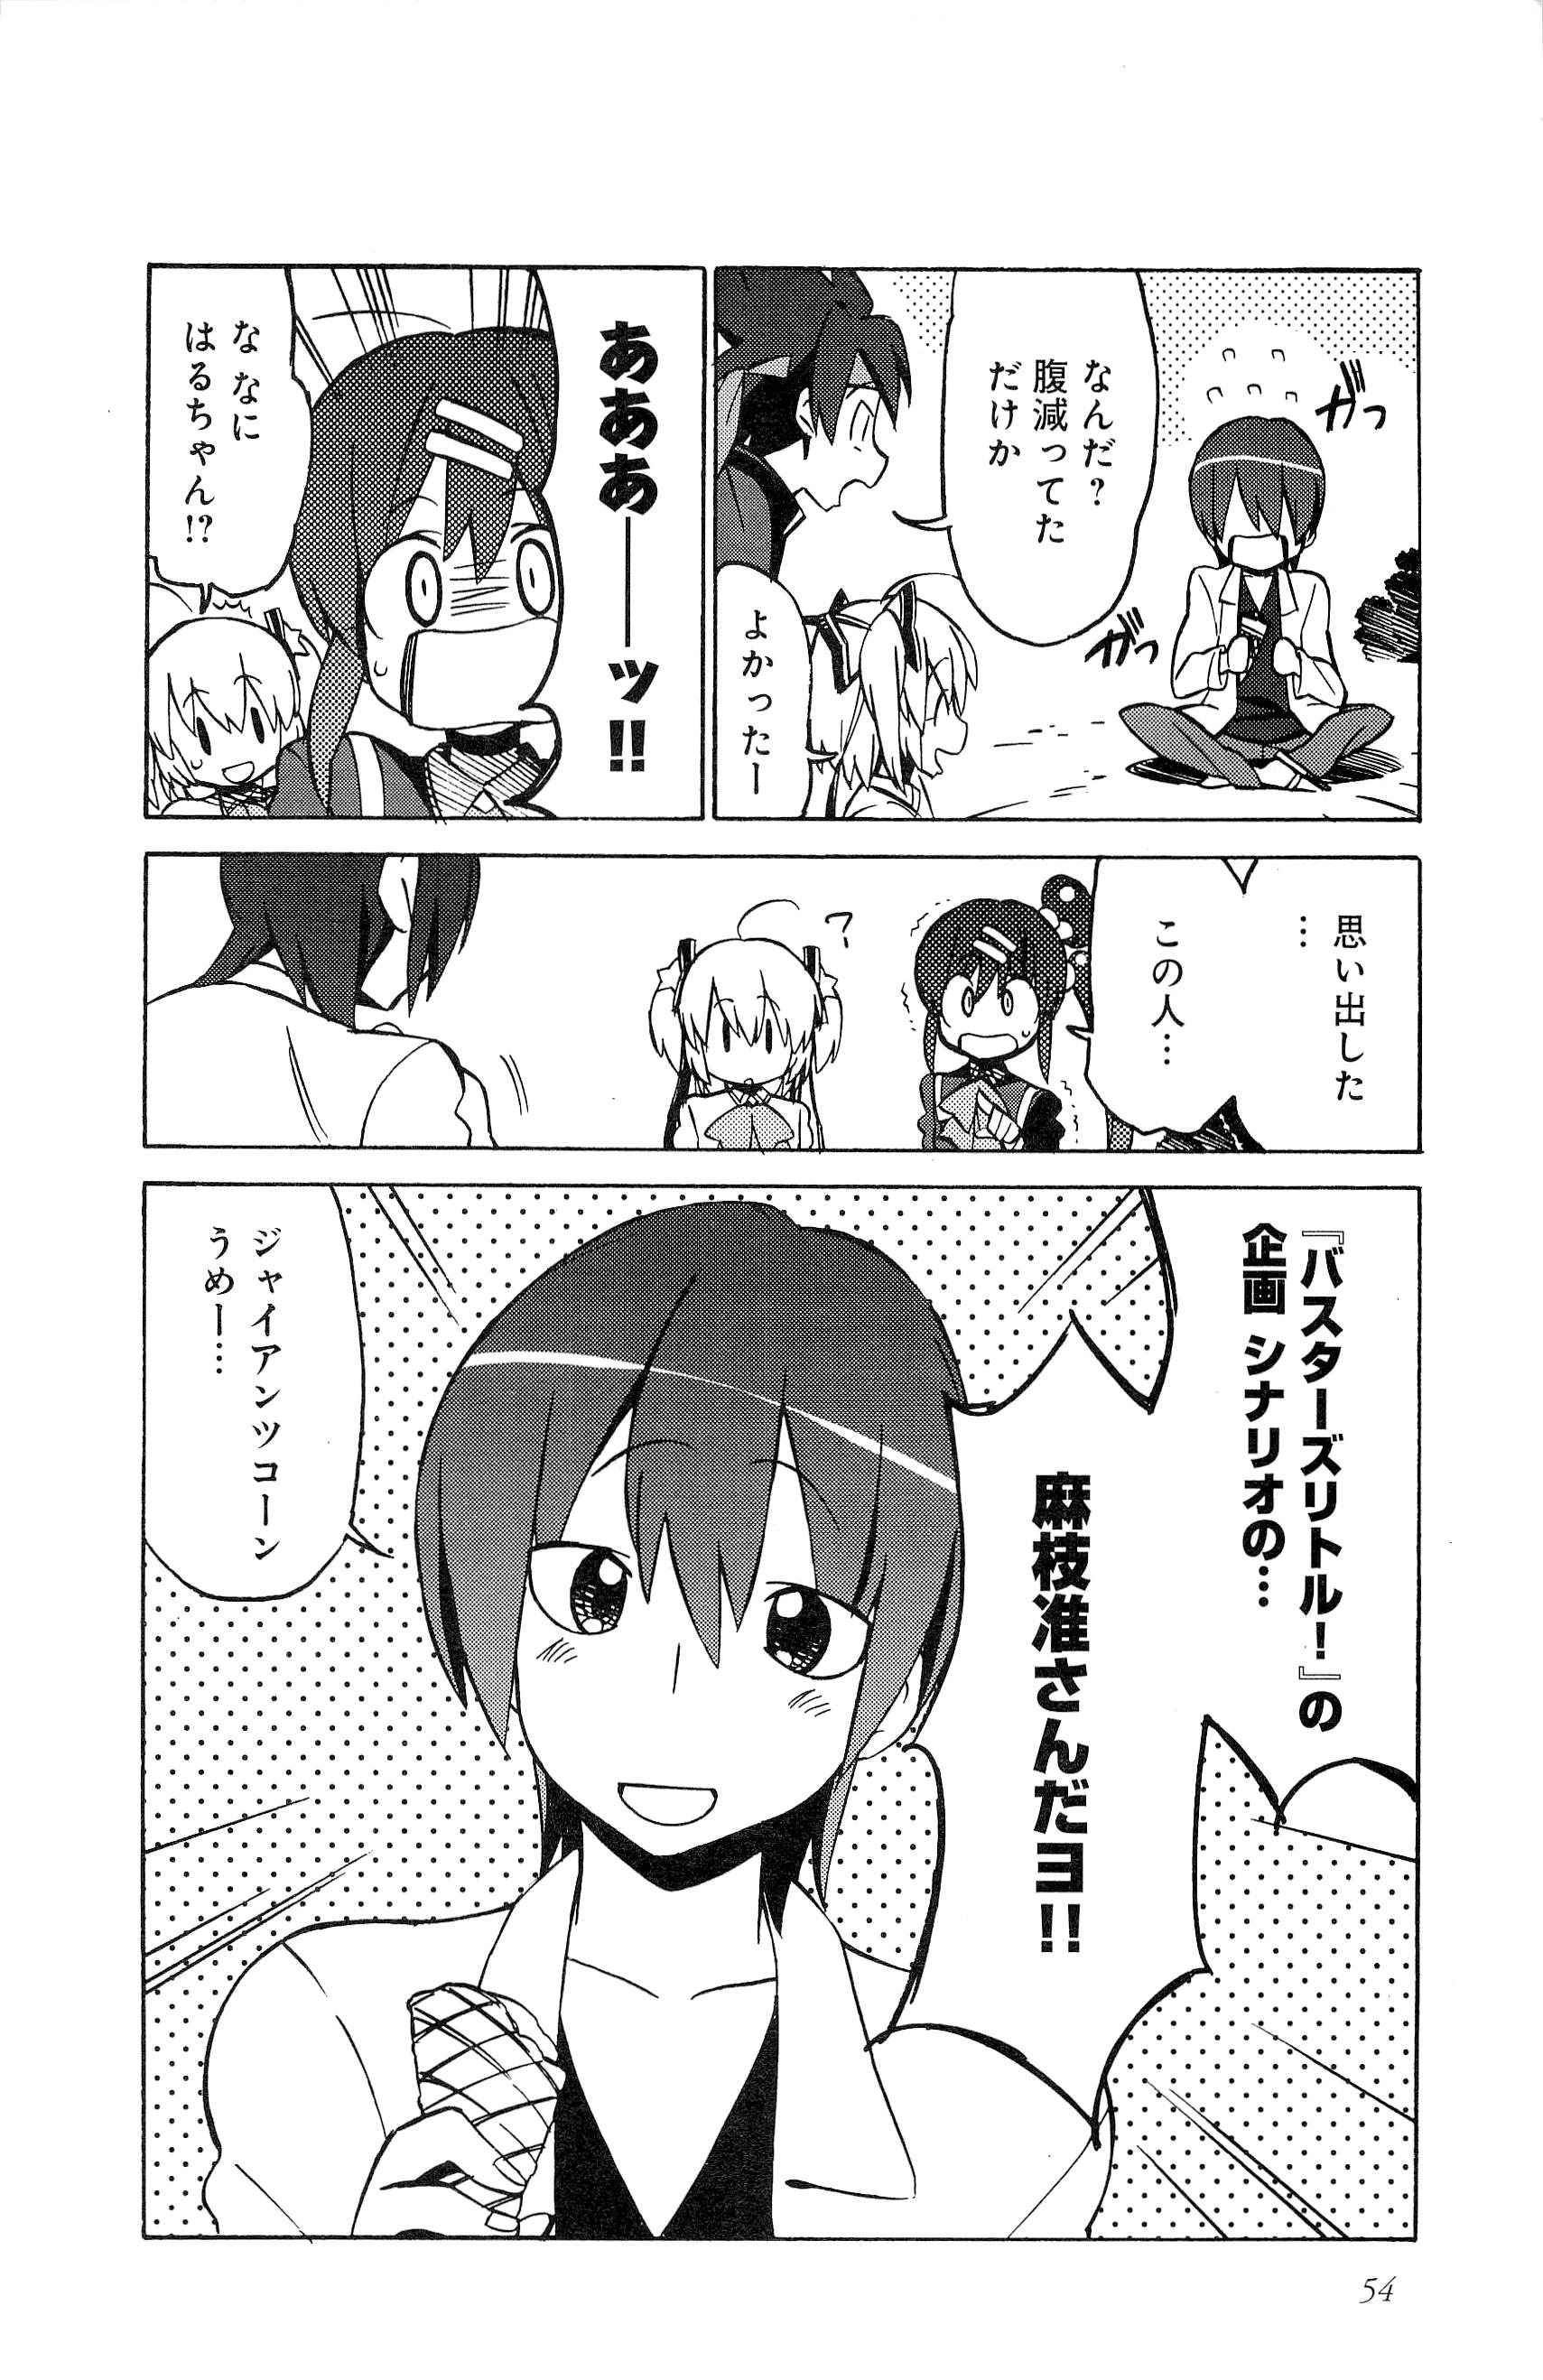 なんだ?
腹減ってた
だけか
ガっ
ガっ
よかったー
あああ――ッ!!
な なに
はるちゃん!?
思い出した
…
この人…
?
『バスターズリトル!』の
企画 シナリオの…
麻枝准さんだヨ!!
ジャイアンツコーン
うめー…
54